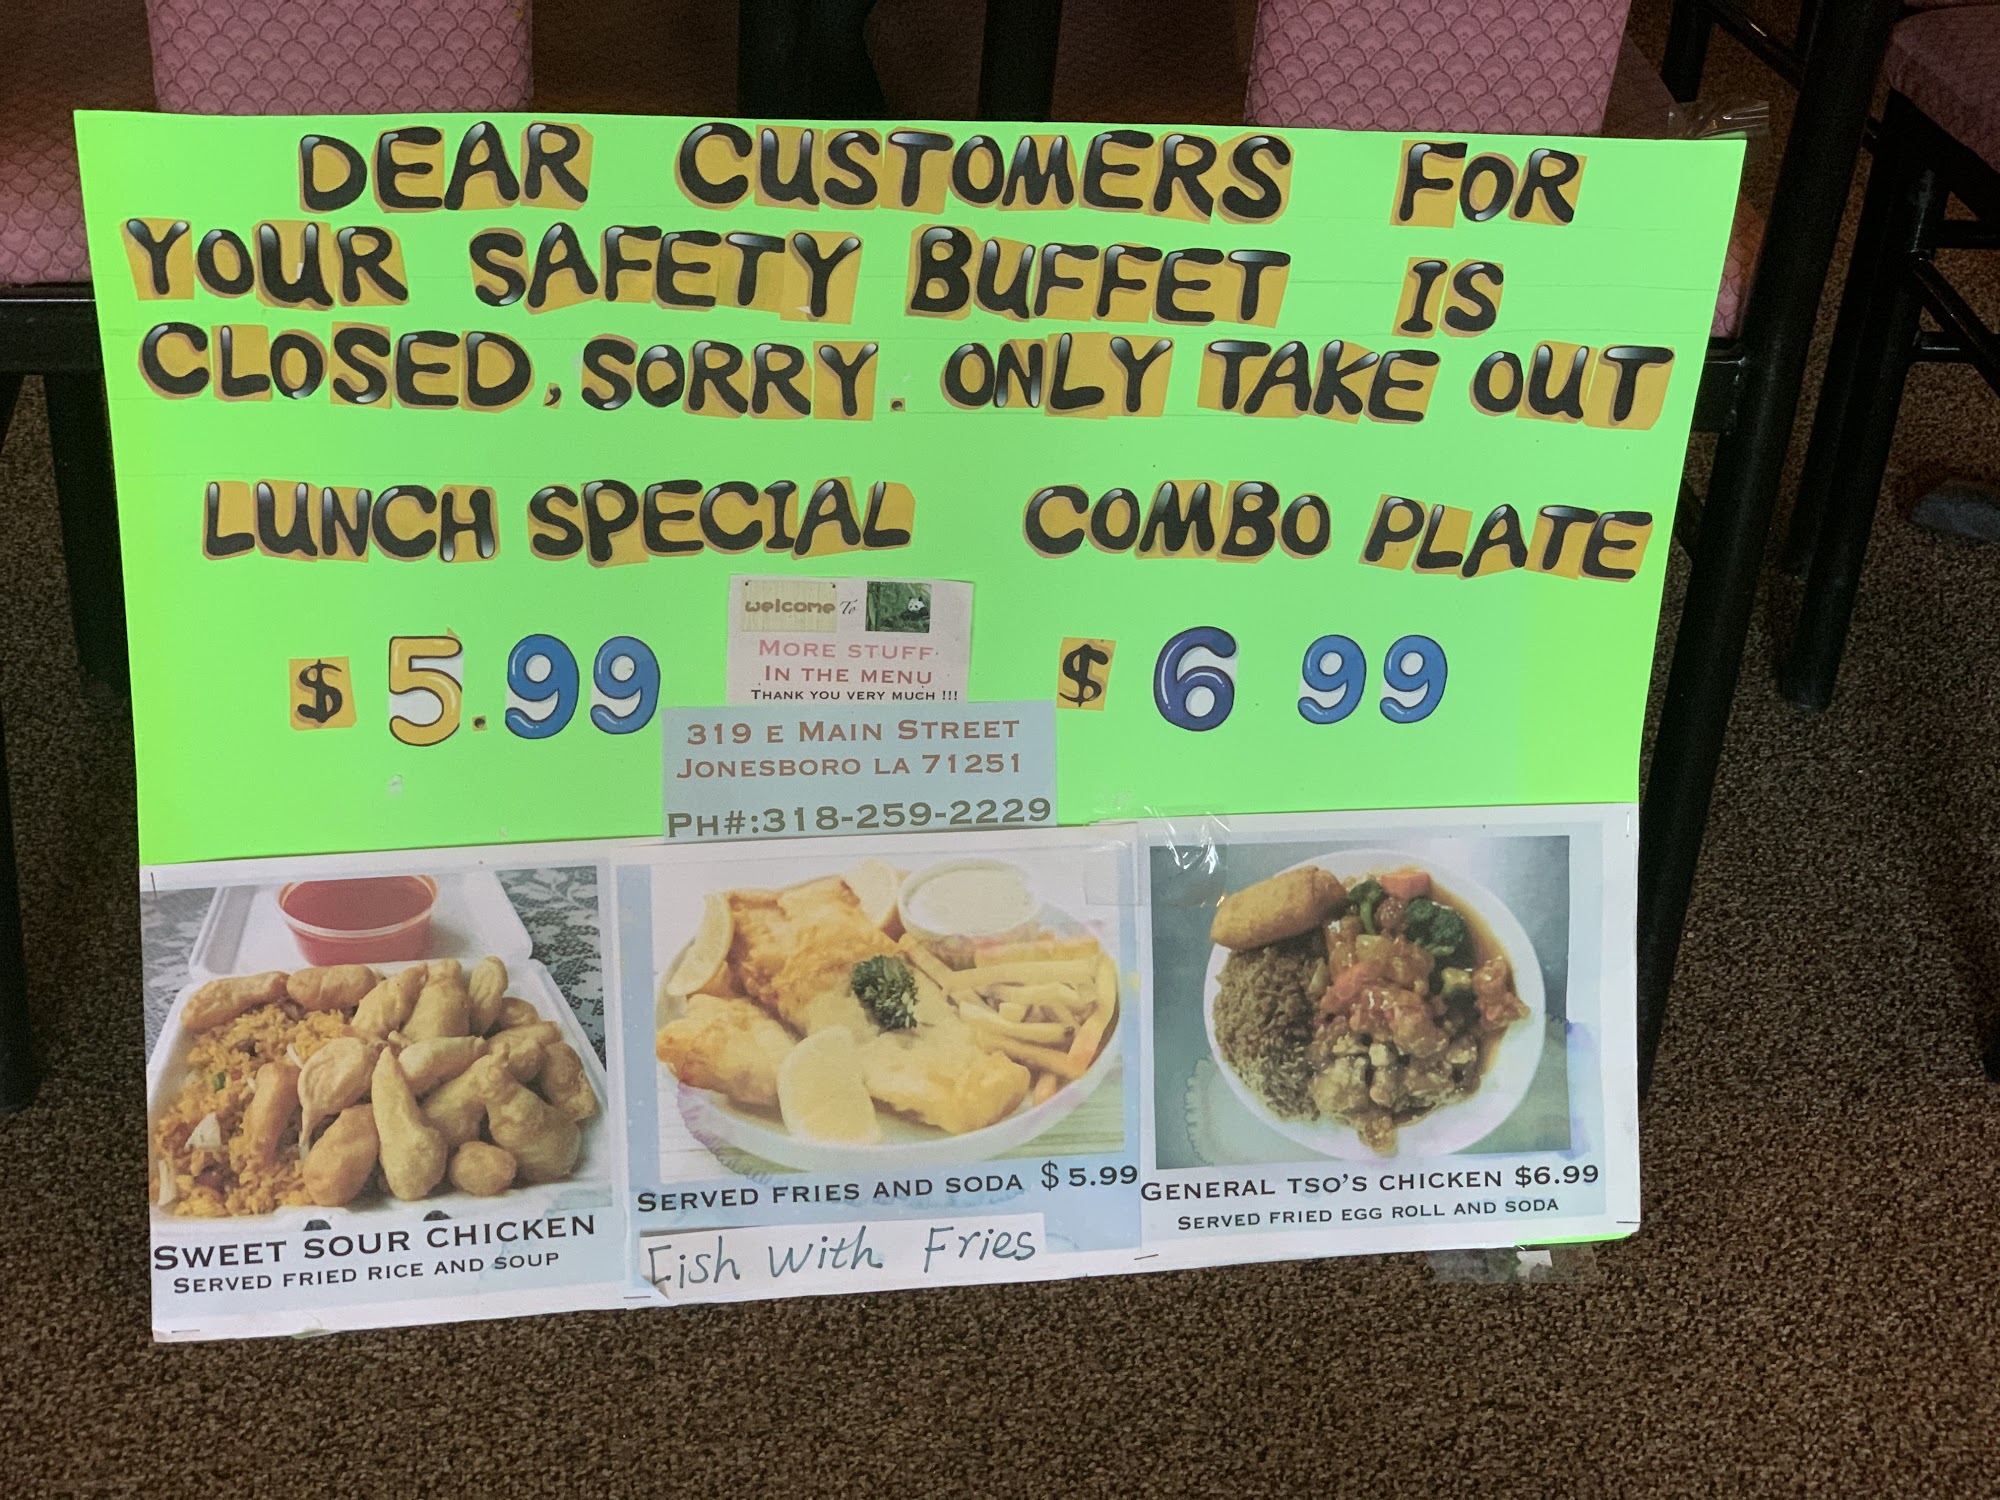 DEAR CUSTOMERS FOR
YOUR SAFETY BUFFET IS
CLOSED, SORRY. ONLY TAKE OUT
LUNCH SPECIAL
$5.99
COMBO PLATE
$6 99
Welcome To
MORE STUFF
IN THE MENU
THANK YOU VERY MUCH !!!
319 E MAIN STREET
JONESBORO LA 71251
PH#:318-259-2229
SWEET SOUR CHICKEN
SERVED FRIED RICE AND SOUP
SERVED FRIES AND SODA $5.99
Fish With Fries
GENERAL TSO'S CHICKEN $6.99
SERVED FRIED EGG ROLL AND SODA